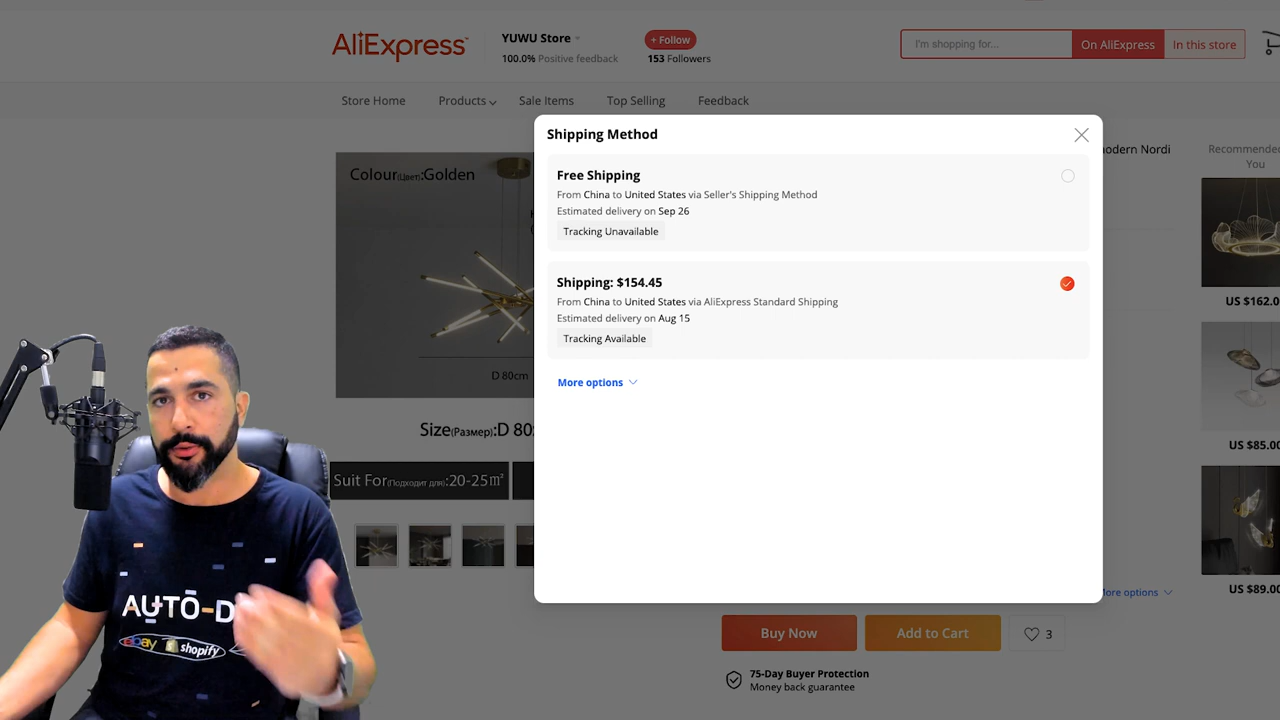 AliExpress
YUWU Store
100.0% Positive feedback
+ Follow
153 Followers
I'm shopping for...
On AliExpress
In this store
Store Home
Products
Sale Items
Top Selling
Feedback
Shipping Method
Free Shipping
From China to United States via Seller's Shipping Method
Estimated delivery on Sep 26
Tracking Unavailable
Shipping: $154.45
From China to United States via AliExpress Standard Shipping
Estimated delivery on Aug 15
Tracking Available
More options
Colour(Цвет):Golden
D 80cm
Size(Размер):D 80
Suit For(Подходит для):20-25m²
odern Nordi
Recommended
You
US $162.0
US $85.00
US $89.00
More options
Buy Now
Add to Cart
3
75-Day Buyer Protection
Money back guarantee
AUTO-D
ebay
shopify